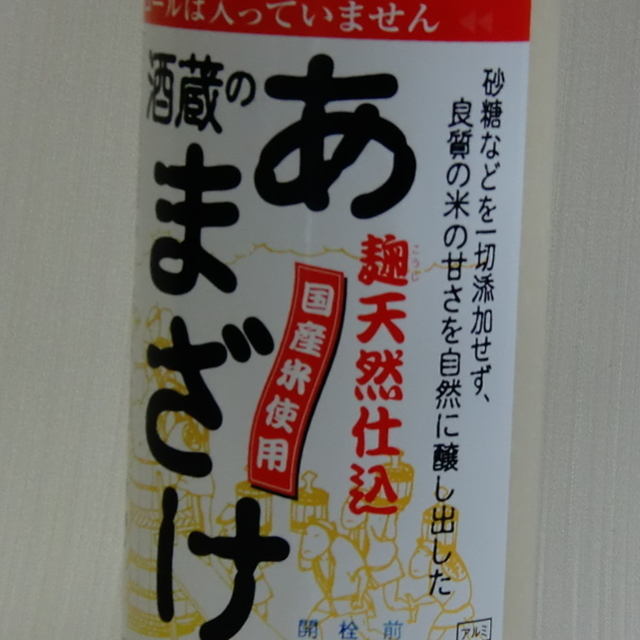 ールは入っていません
砂糖などを一切添加せず、
良質の米の甘さを自然に醸し出した
酒蔵の
あまざけ
麹天然仕込
こうじ
国産米使用
開栓前
アルミ